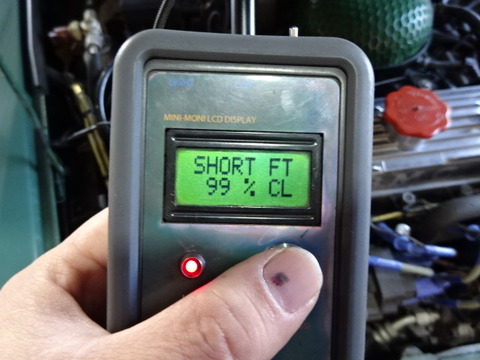 MINI-MONI LCD DISPLAY
SHORT FT
99 % CL